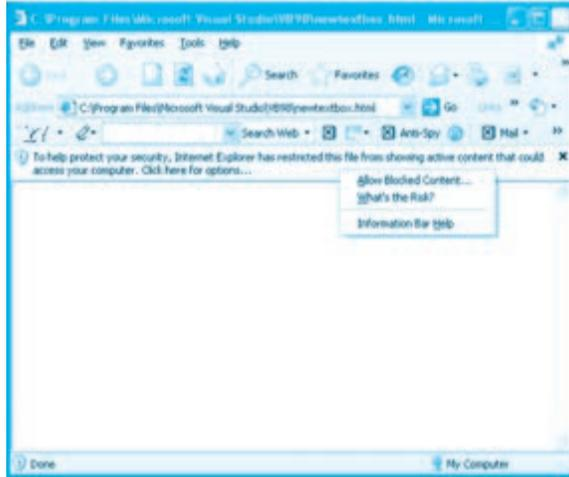 C:\Program Files\Microsoft Visual Studio\VB98\newtextbox.html - Microsoft
File Edit View Favorites Tools Help
Search Favorites
C:\Program Files\Microsoft Visual Studio\VB98\newtextbox.html Go »
Search Web Anti-Spy Mail »
To help protect your security, Internet Explorer has restricted this file from showing active content that could
access your computer. Click here for options...
Allow Blocked Content...
What's the Risk?
Information Bar Help
Done My Computer